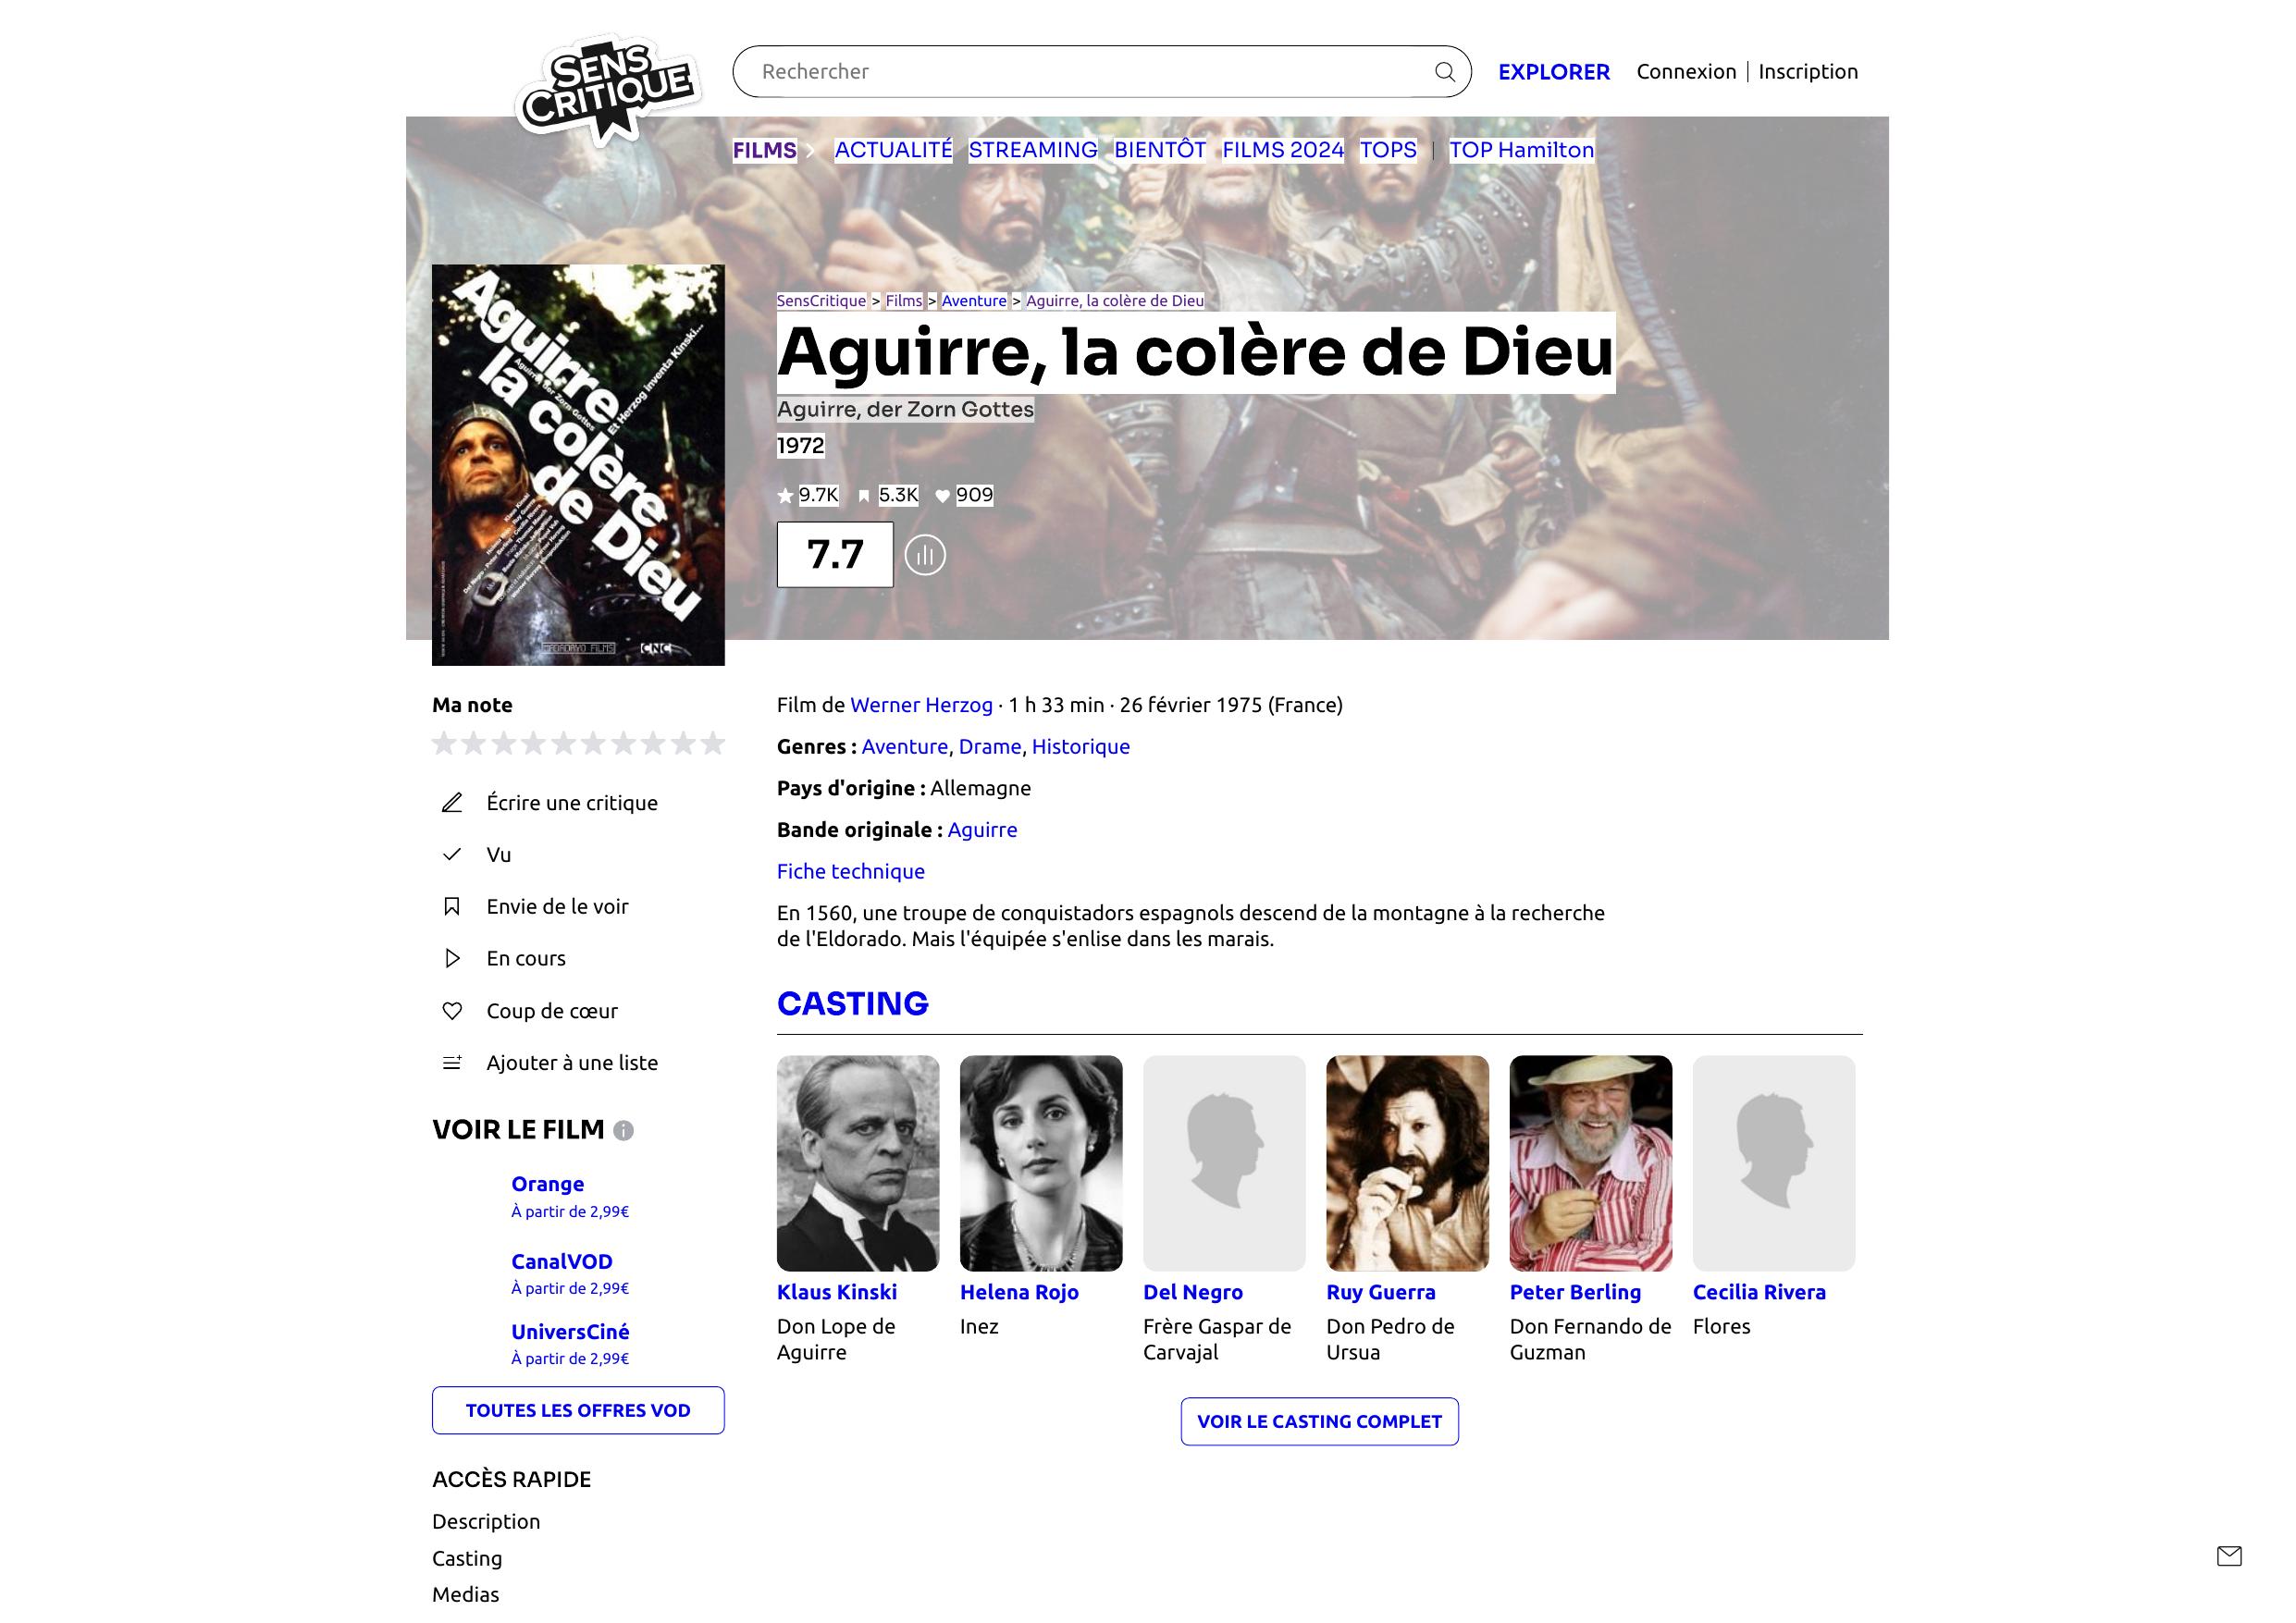 SENS
CRITIQUE
Rechercher
EXPLORER
Connexion
Inscription
FILMS
ACTUALITÉ
STREAMING
BIENTÔT
FILMS 2024
TOPS
TOP Hamilton
Aguirre,
la colère
de Dieu
Aguirre, der Zorn Gottes
Et Herzog inventa Kinski...
CNC
SensCritique > Films > Aventure > Aguirre, la colère de Dieu
Aguirre, la colère de Dieu
Aguirre, der Zorn Gottes
1972
9.7K
5.3K
909
7.7
Ma note
Écrire une critique
Vu
Envie de le voir
En cours
Coup de cœur
Ajouter à une liste
VOIR LE FILM
Orange
À partir de 2,99€
CanalVOD
À partir de 2,99€
UniversCiné
À partir de 2,99€
TOUTES LES OFFRES VOD
ACCÈS RAPIDE
Description
Casting
Medias
Film de Werner Herzog · 1 h 33 min · 26 février 1975 (France)
Genres : Aventure, Drame, Historique
Pays d'origine : Allemagne
Bande originale : Aguirre
Fiche technique
En 1560, une troupe de conquistadors espagnols descend de la montagne à la recherche
de l'Eldorado. Mais l'équipée s'enlise dans les marais.
CASTING
Klaus Kinski
Don Lope de
Aguirre
Helena Rojo
Inez
Del Negro
Frère Gaspar de
Carvajal
Ruy Guerra
Don Pedro de
Ursua
Peter Berling
Don Fernando de
Guzman
Cecilia Rivera
Flores
VOIR LE CASTING COMPLET